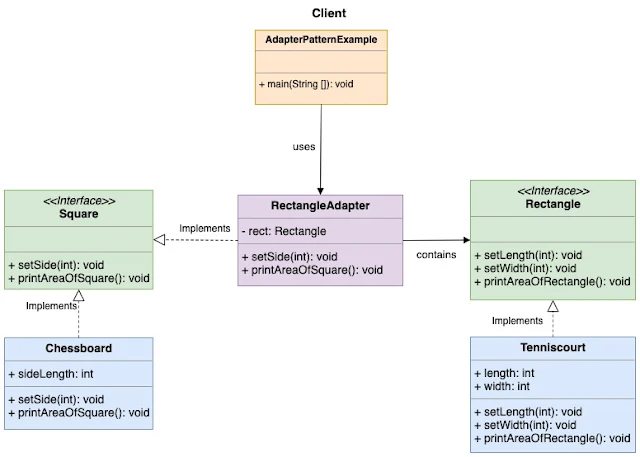 Client
AdapterPatternExample
+ main(String []): void
uses
<<Interface>>
Square
+ setSide(int): void
+ printAreaOfSquare(): void
Implements
RectangleAdapter
- rect: Rectangle
+ setSide(int): void
+ printAreaOfSquare(): void
contains
<<Interface>>
Rectangle
+ setLength(int): void
+ setWidth(int): void
+ printAreaOfRectangle(): void
Implements
Chessboard
+ sideLength: int
+ setSide(int): void
+ printAreaOfSquare(): void
Implements
Tenniscourt
+ length: int
+ width: int
+ setLength(int): void
+ setWidth(int): void
+ printAreaOfRectangle(): void